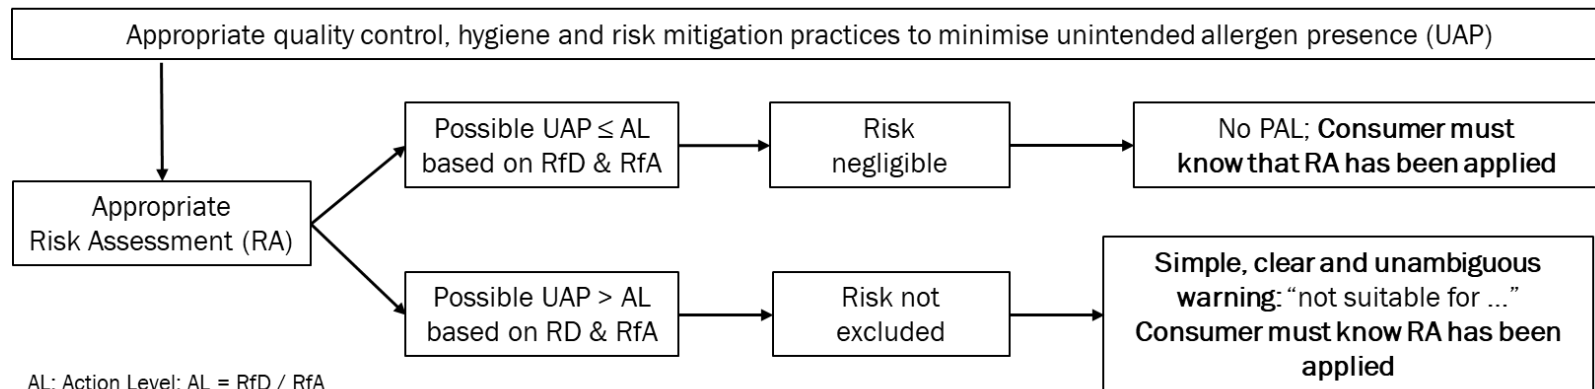 Appropriate quality control, hygiene and risk mitigation practices to minimise unintended allergen presence (UAP)
Possible UAP ≤ AL
based on RfD & RfA
Risk
negligible
No PAL; Consumer must
know that RA has been applied
Appropriate
Risk Assessment (RA)
Possible UAP > AL
based on RD & RfA
Risk not
excluded
Simple, clear and unambiguous
warning: “not suitable for ...”
Consumer must know RA has been
applied
AL: Action Level: AL = RfD / RfA